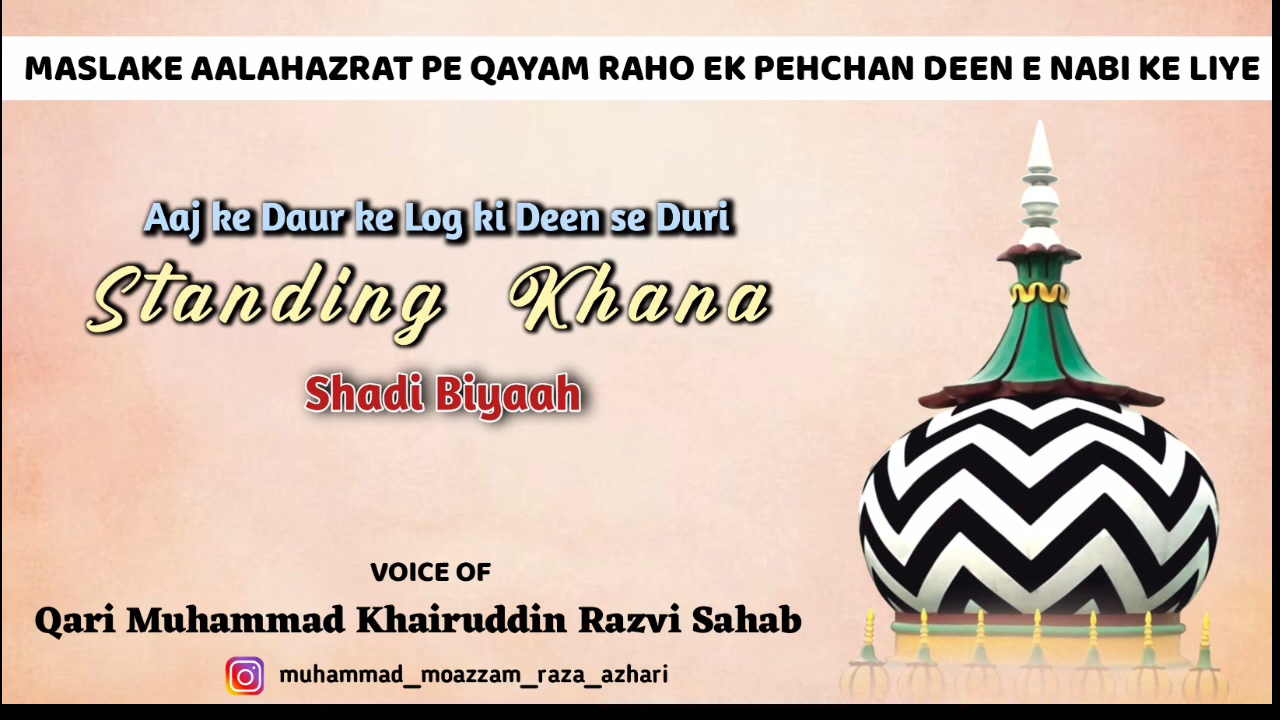 MASLAKE AALAHAZRAT PE QAYAM RAHO EK PEHCHAN DEEN E NABI KE LIYE
Aaj ke Daur ke Log ki Deen se Duri
Standing Khana
Shadi Biyaah
VOICE OF
Qari Muhammad Khairuddin Razvi Sahab
muhammad_moazzam_raza_azhari